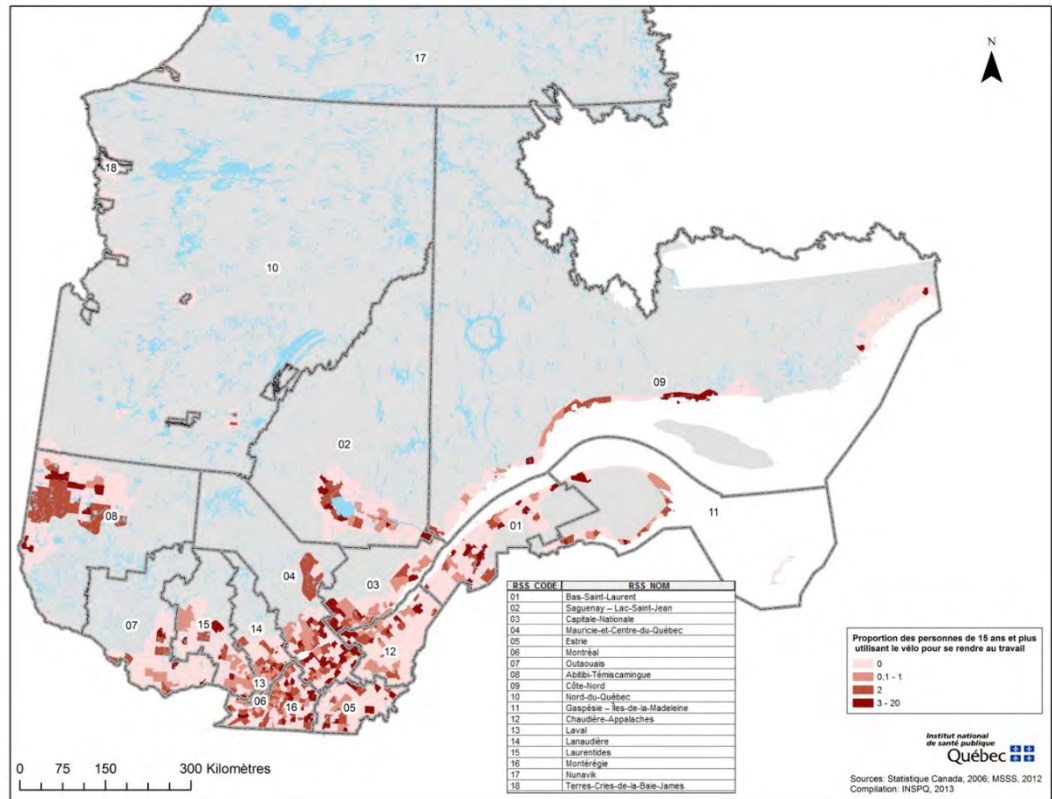 17
N
18
10
09
02
11
01
08
04
03
07
15
14
12
13
06
16
05
RSS_CODE RSS_NOM
01 Bas-Saint-Laurent
02 Saguenay – Lac-Saint-Jean
03 Capitale-Nationale
04 Mauricie-et-Centre-du-Québec
05 Estrie
06 Montréal
07 Outaouais
08 Abitibi-Témiscamingue
09 Côte-Nord
10 Nord-du-Québec
11 Gaspésie – Îles-de-la-Madeleine
12 Chaudière-Appalaches
13 Laval
14 Lanaudière
15 Laurentides
16 Montérégie
17 Nunavik
18 Terres-Cries-de-la-Baie-James
Proportion des personnes de 15 ans et plus
utilisant le vélo pour se rendre au travail
0
0,1 - 1
2
3 - 20
0 75 150 300 Kilomètres
Institut national
de santé publique
Québec
Sources: Statistique Canada, 2006; MSSS, 2012
Compilation: INSPQ, 2013